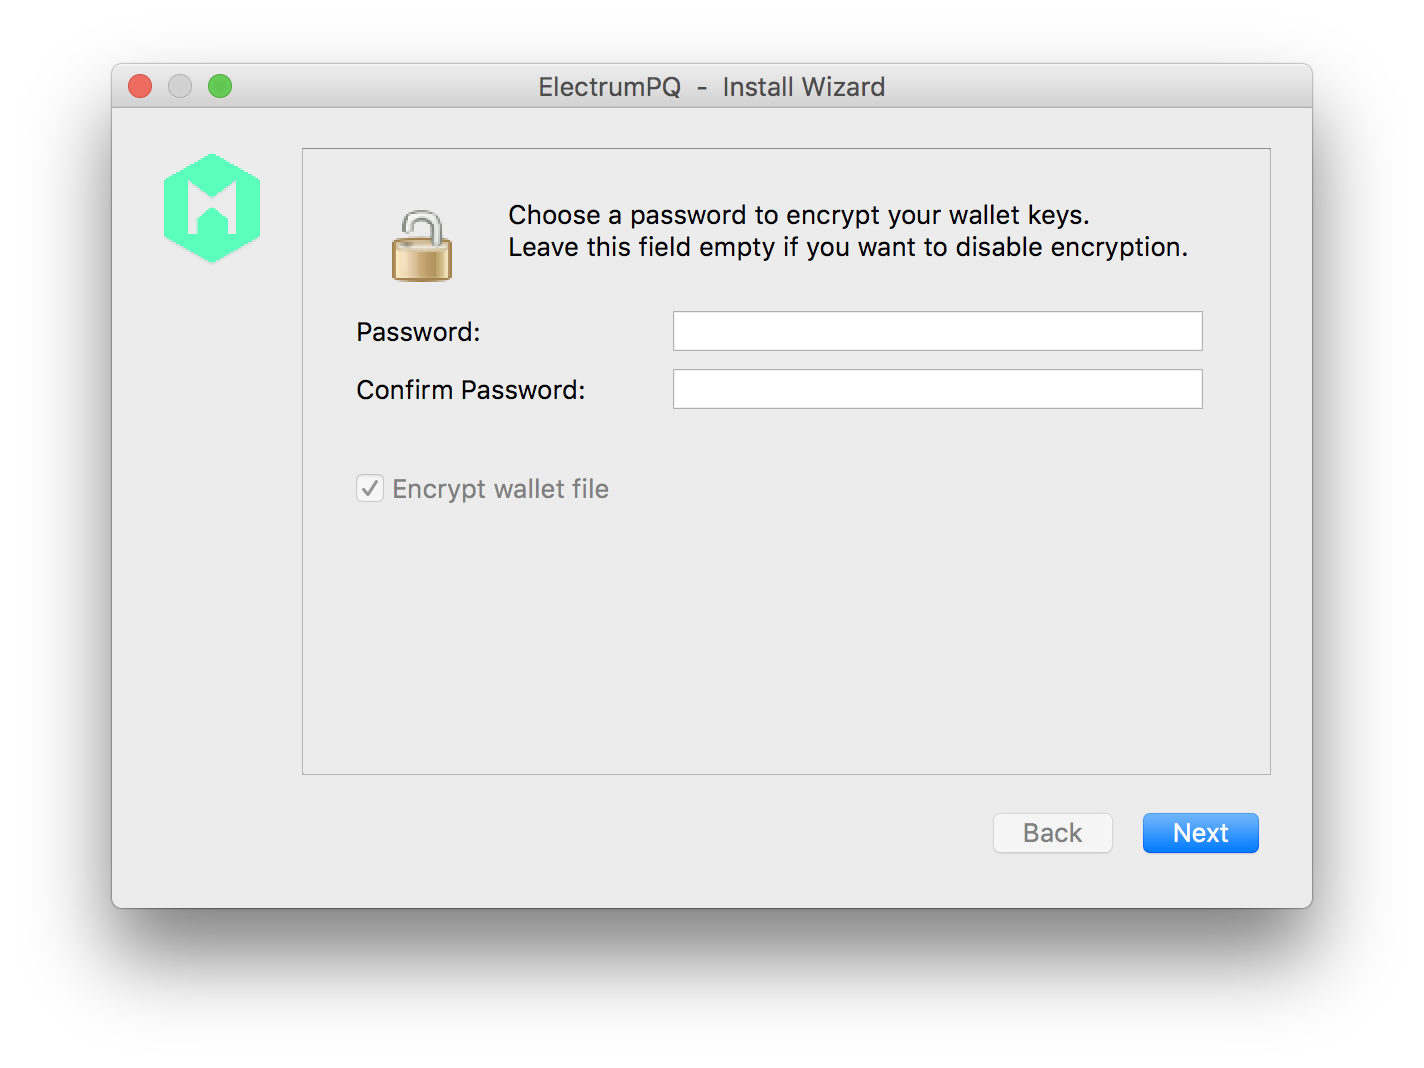 ElectrumPQ - Install Wizard
Choose a password to encrypt your wallet keys.
Leave this field empty if you want to disable encryption.
Password:
Confirm Password:
Encrypt wallet file
Back
Next